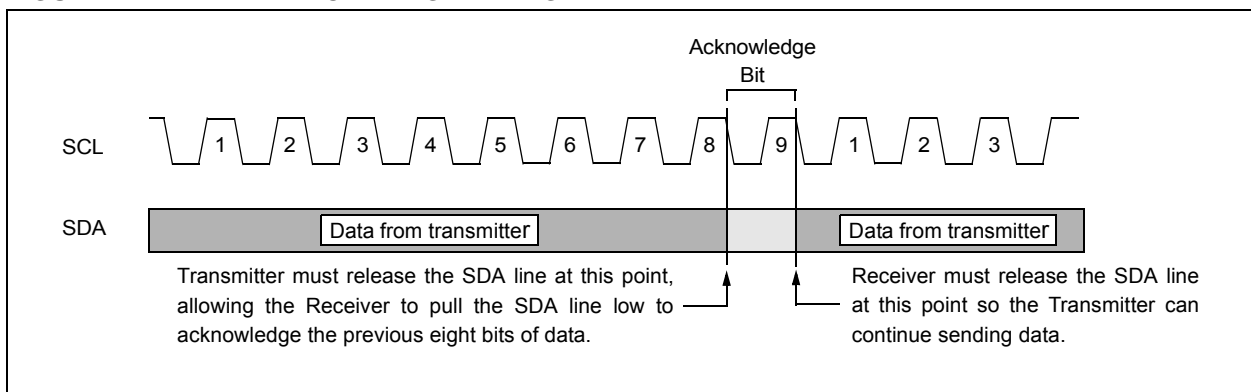 Acknowledge
Bit
SCL
1 2 3 4 5 6 7 8 9 1 2 3
SDA
Data from transmitter
Data from transmitter
Transmitter must release the SDA line at this point,
allowing the Receiver to pull the SDA line low to
acknowledge the previous eight bits of data.
Receiver must release the SDA line
at this point so the Transmitter can
continue sending data.